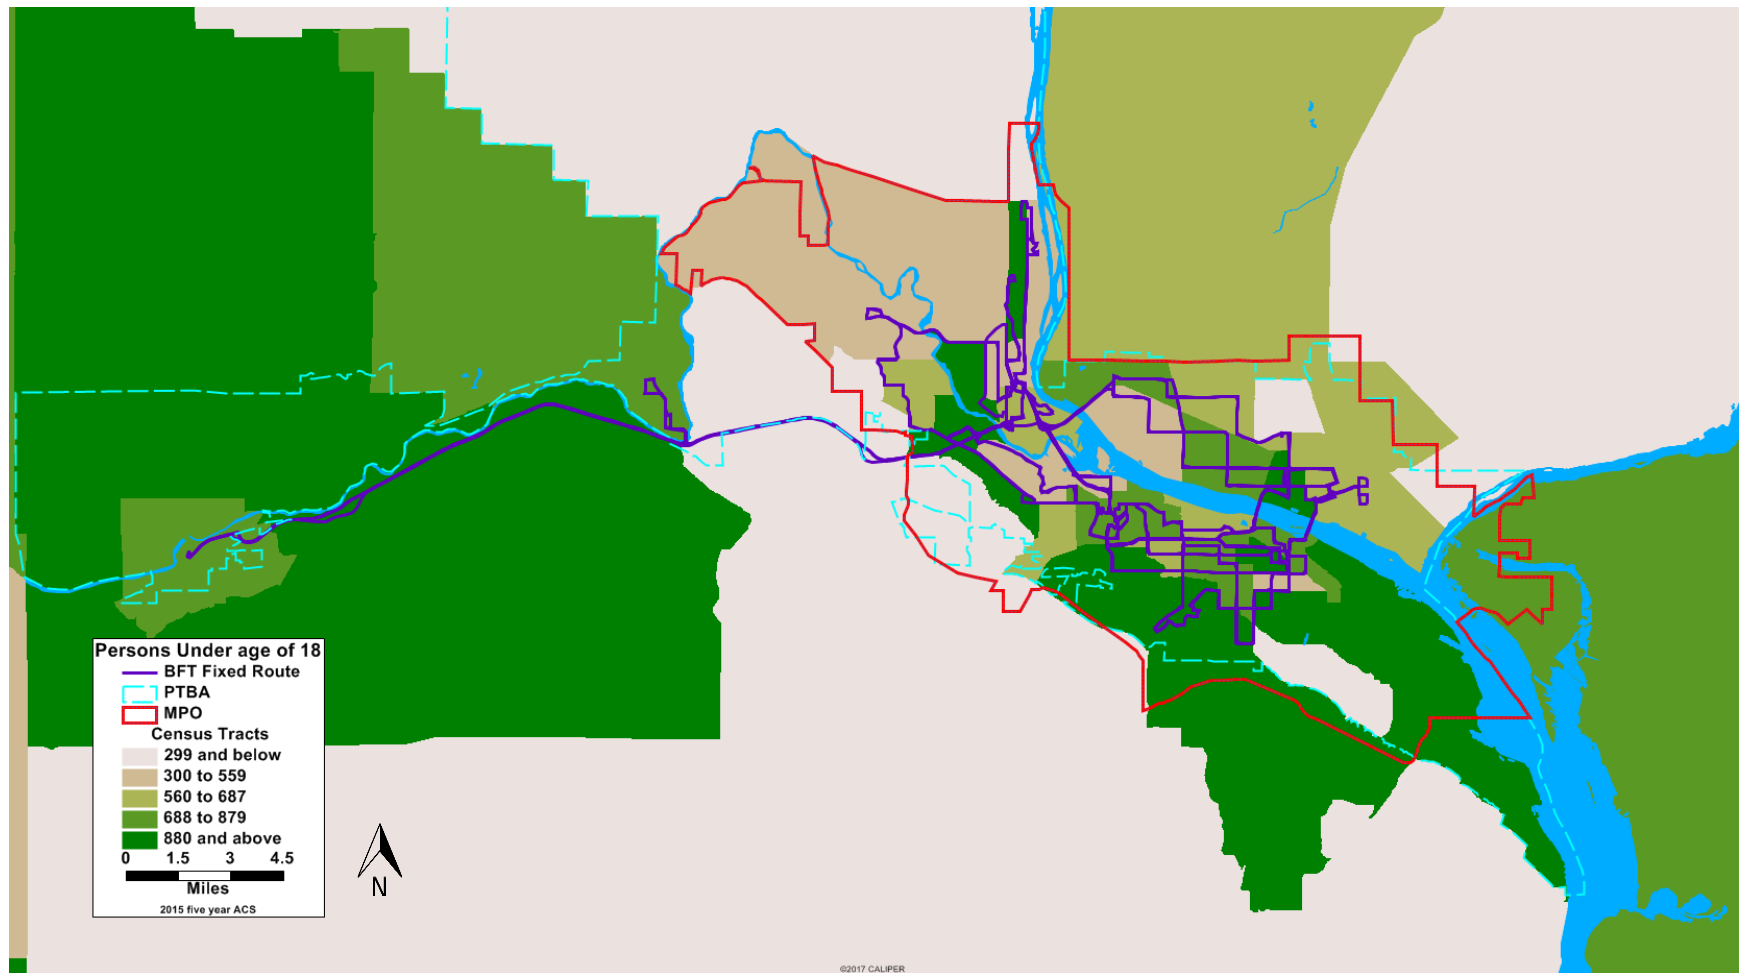 Persons Under age of 18
BFT Fixed Route
PTBA
MPO
Census Tracts
299 and below
300 to 559
560 to 687
688 to 879
880 and above
0 1.5 3 4.5
Miles
2015 five year ACS
N
©2017 CALIPER